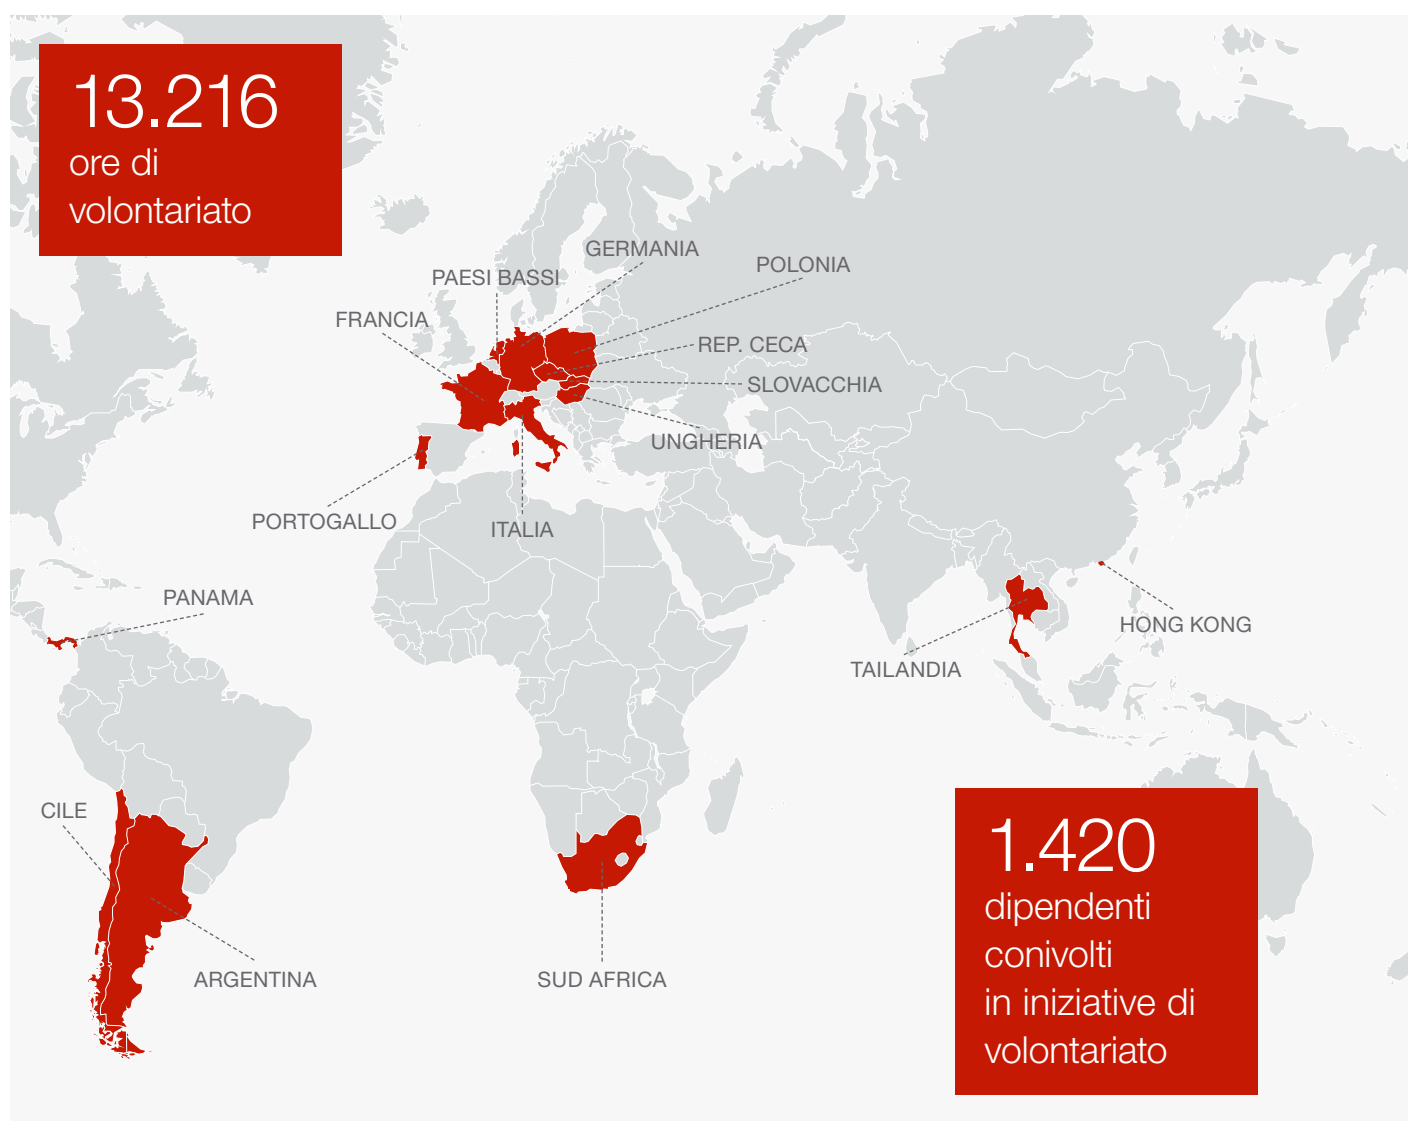 13.216
ore di
volontariato
GERMANIA
POLONIA
PAESI BASSI
FRANCIA
REP. CECA
SLOVACCHIA
UNGHERIA
PORTOGALLO
ITALIA
PANAMA
HONG KONG
TAILANDIA
CILE
ARGENTINA
SUD AFRICA
1.420
dipendenti
conivolti
in iniziative di
volontariato